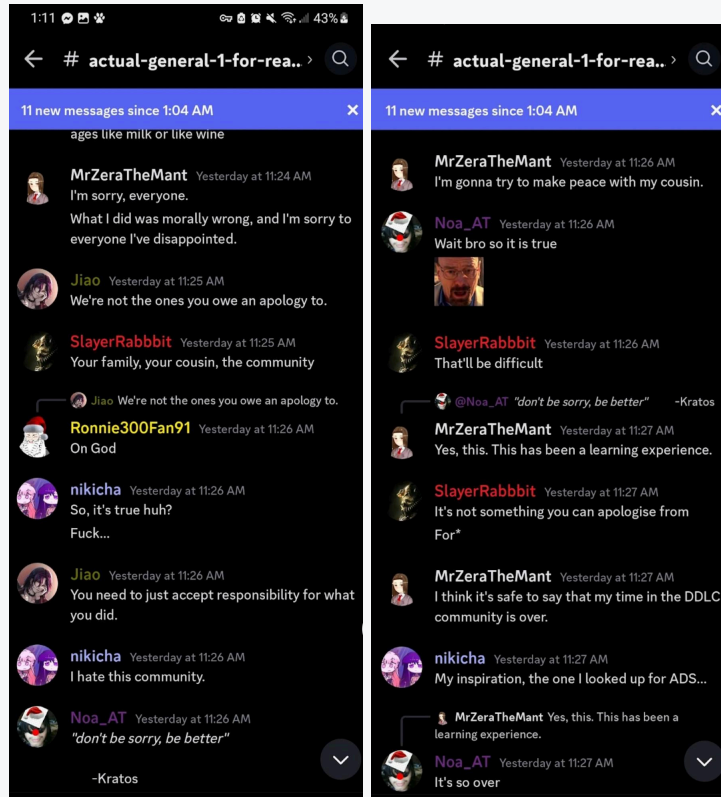 1:11 43%
# actual-general-1-for-rea.. >
11 new messages since 1:04 AM
ages like milk or like wine
MrZeraTheMant Yesterday at 11:24 AM
I'm sorry, everyone.
What I did was morally wrong, and I'm sorry to
everyone I've disappointed.
Jiao Yesterday at 11:25 AM
We're not the ones you owe an apology to.
SlayerRabbbit Yesterday at 11:25 AM
Your family, your cousin, the community
Jiao We're not the ones you owe an apology to.
Ronnie300Fan91 Yesterday at 11:26 AM
On God
nikicha Yesterday at 11:26 AM
So, it's true huh?
Fuck...
Jiao Yesterday at 11:26 AM
You need to just accept responsibility for what
you did.
nikicha Yesterday at 11:26 AM
I hate this community.
Noa_AT Yesterday at 11:26 AM
"don't be sorry, be better"
-Kratos
# actual-general-1-for-rea.. >
11 new messages since 1:04 AM
MrZeraTheMant Yesterday at 11:26 AM
I'm gonna try to make peace with my cousin.
Noa_AT Yesterday at 11:26 AM
Wait bro so it is true
SlayerRabbbit Yesterday at 11:26 AM
That'll be difficult
@Noa_AT "don't be sorry, be better" -Kratos
MrZeraTheMant Yesterday at 11:27 AM
Yes, this. This has been a learning experience.
SlayerRabbbit Yesterday at 11:27 AM
It's not something you can apologise from
For*
MrZeraTheMant Yesterday at 11:27 AM
I think it's safe to say that my time in the DDLC
community is over.
nikicha Yesterday at 11:27 AM
My inspiration, the one I looked up for ADS...
MrZeraTheMant Yes, this. This has been a
learning experience.
Noa_AT Yesterday at 11:27 AM
It's so over